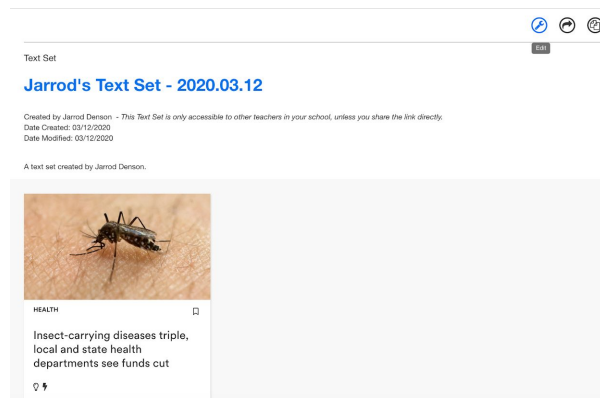 Edit
Text Set
Jarrod's Text Set - 2020.03.12
Created by Jarrod Denson - This Text Set is only accessible to other teachers in your school, unless you share the link directly.
Date Created: 03/12/2020
Date Modified: 03/12/2020
A text set created by Jarrod Denson.
HEALTH
Insect-carrying diseases triple,
local and state health
departments see funds cut